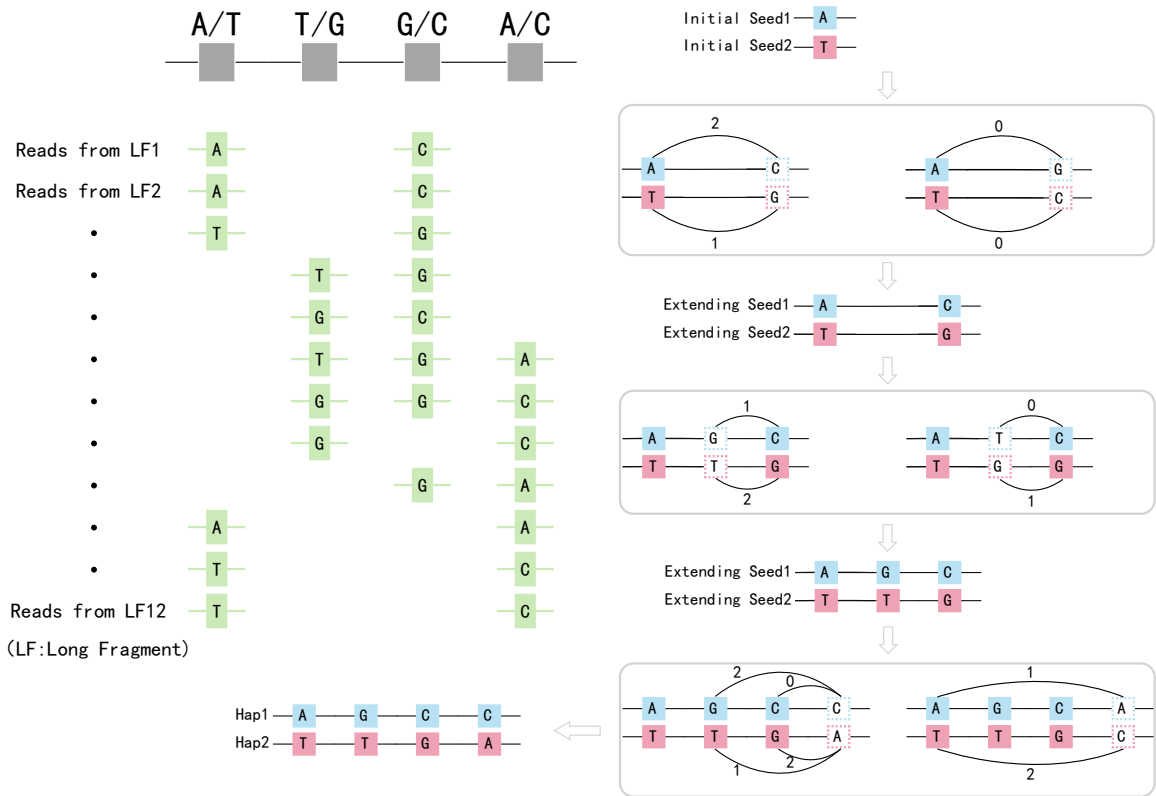 A/T T/G G/C A/C
Reads from LF1 A C
Reads from LF2 A C
• T G
• T G
• G C
• T G A
• G G C
• G C
• G A
• A A
• T C
Reads from LF12 T C
(LF:Long Fragment)
Hap1 A G C C
Hap2 T T G A
Initial Seed1 A
Initial Seed2 T
2
A C
T G
1
0
A G
T C
0
Extending Seed1 A C
Extending Seed2 T G
1
A G C
T T G
2
0
A T C
T G G
1
Extending Seed1 A G C
Extending Seed2 T T G
2 0
A G C C
T T G A
1 2
1
A G C A
T T G C
2